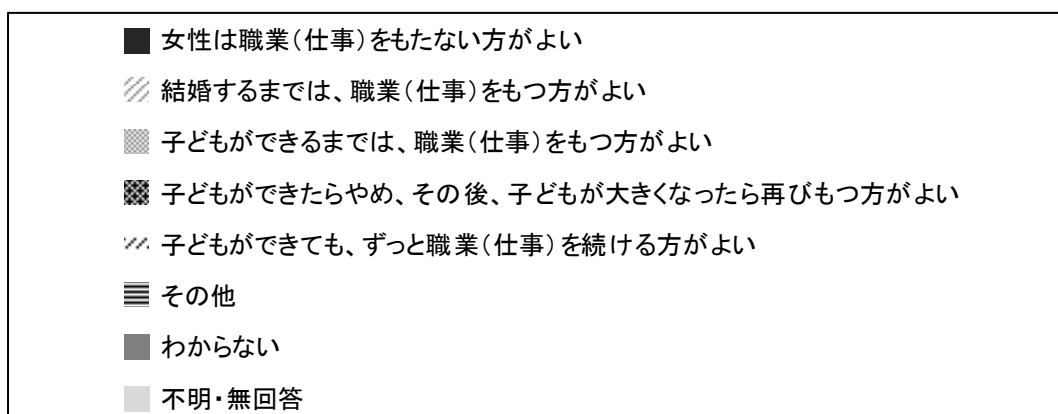 女性は職業（仕事）をもたない方がよい
結婚するまでは、職業（仕事）をもつ方がよい
子どもができるまでは、職業（仕事）をもつ方がよい
子どもができたらやめ、その後、子どもが大きくなったら再びもつ方がよい
子どもができても、ずっと職業（仕事）を続ける方がよい
その他
わからない
不明・無回答